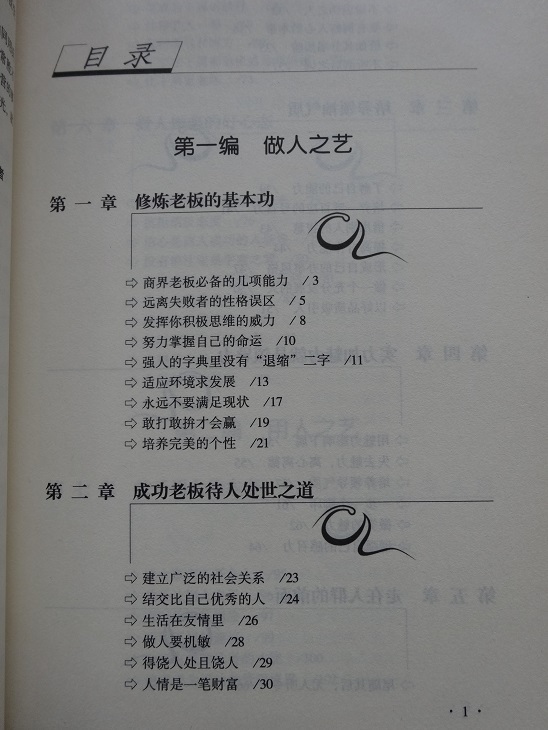 目录
第一编 做人之艺
第一章 修炼老板的基本功
⇨ 商界老板必备的几项能力 /3
⇨ 远离失败者的性格误区 /5
⇨ 发挥你积极思维的威力 /8
⇨ 努力掌握自己的命运 /10
⇨ 强人的字典里没有“退缩”二字 /11
⇨ 适应环境求发展 /13
⇨ 永远不要满足现状 /17
⇨ 敢打敢拚才会赢 /19
⇨ 培养完美的个性 /21
第二章 成功老板待人处世之道
⇨ 建立广泛的社会关系 /23
⇨ 结交比自己优秀的人 /24
⇨ 生活在友情里 /26
⇨ 做人要机敏 /28
⇨ 得饶人处且饶人 /29
⇨ 人情是一笔财富 /30
·1·